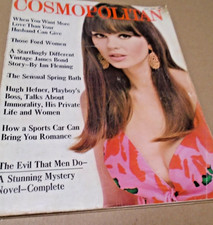 COSMOPOLITAN
When You Want More
Love Than Your
Husband Can Give
Those Ford Women
A Startlingly Different
Vintage James Bond
Story - By Ian Fleming
The Sensual Spring Bath
Hugh Hefner, Playboy's
Boss, Talks About
Immorality, His Private
Life and Women
How a Sports Car Can
Bring You Romance
The Evil That Men Do—
A Stunning Mystery
Novel—Complete